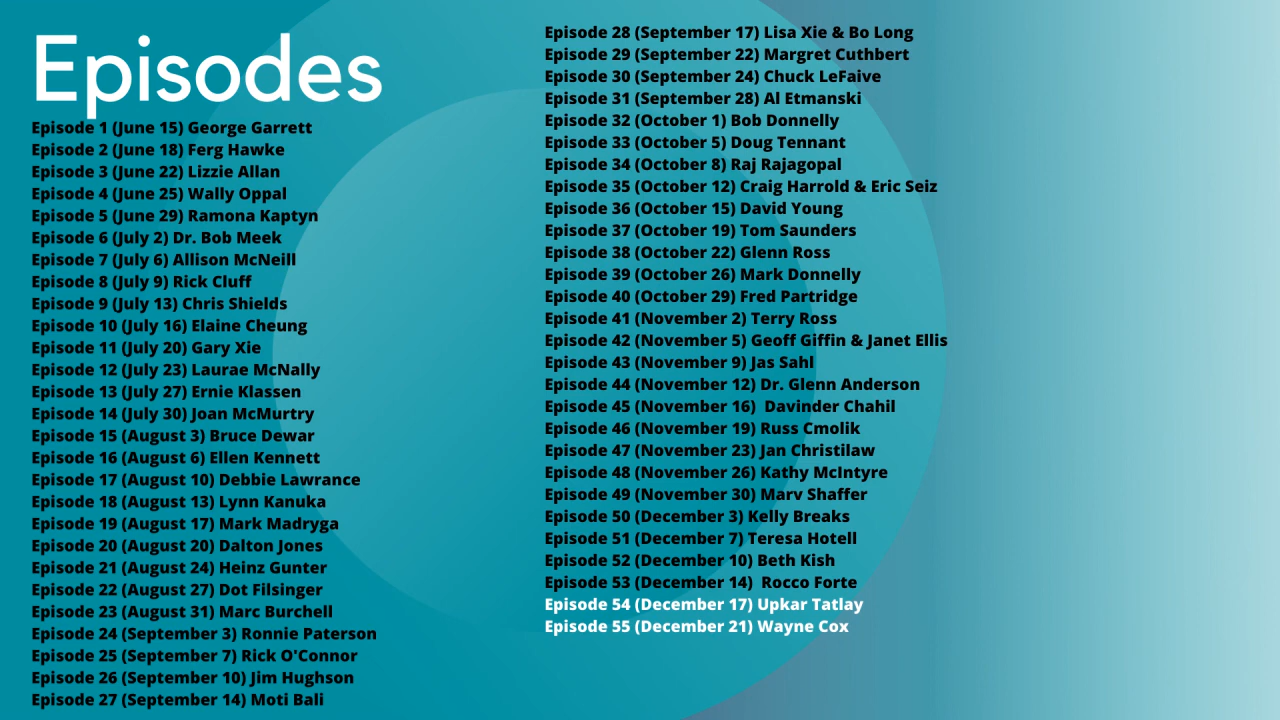 Episodes
Episode 1 (June 15) George Garrett
Episode 2 (June 18) Ferg Hawke
Episode 3 (June 22) Lizzie Allan
Episode 4 (June 25) Wally Oppal
Episode 5 (June 29) Ramona Kaptyn
Episode 6 (July 2) Dr. Bob Meek
Episode 7 (July 6) Allison McNeill
Episode 8 (July 9) Rick Cluff
Episode 9 (July 13) Chris Shields
Episode 10 (July 16) Elaine Cheung
Episode 11 (July 20) Gary Xie
Episode 12 (July 23) Laurae McNally
Episode 13 (July 27) Ernie Klassen
Episode 14 (July 30) Joan McMurtry
Episode 15 (August 3) Bruce Dewar
Episode 16 (August 6) Ellen Kennett
Episode 17 (August 10) Debbie Lawrance
Episode 18 (August 13) Lynn Kanuka
Episode 19 (August 17) Mark Madryga
Episode 20 (August 20) Dalton Jones
Episode 21 (August 24) Heinz Gunter
Episode 22 (August 27) Dot Filsinger
Episode 23 (August 31) Marc Burchell
Episode 24 (September 3) Ronnie Paterson
Episode 25 (September 7) Rick O'Connor
Episode 26 (September 10) Jim Hughson
Episode 27 (September 14) Moti Bali
Episode 28 (September 17) Lisa Xie & Bo Long
Episode 29 (September 22) Margret Cuthbert
Episode 30 (September 24) Chuck LeFaive
Episode 31 (September 28) Al Etmanski
Episode 32 (October 1) Bob Donnelly
Episode 33 (October 5) Doug Tennant
Episode 34 (October 8) Raj Rajagopal
Episode 35 (October 12) Craig Harrold & Eric Seiz
Episode 36 (October 15) David Young
Episode 37 (October 19) Tom Saunders
Episode 38 (October 22) Glenn Ross
Episode 39 (October 26) Mark Donnelly
Episode 40 (October 29) Fred Partridge
Episode 41 (November 2) Terry Ross
Episode 42 (November 5) Geoff Giffin & Janet Ellis
Episode 43 (November 9) Jas Sahl
Episode 44 (November 12) Dr. Glenn Anderson
Episode 45 (November 16)  Davinder Chahil
Episode 46 (November 19) Russ Cmolik
Episode 47 (November 23) Jan Christilaw
Episode 48 (November 26) Kathy McIntyre
Episode 49 (November 30) Marv Shaffer
Episode 50 (December 3) Kelly Breaks
Episode 51 (December 7) Teresa Hotell
Episode 52 (December 10) Beth Kish
Episode 53 (December 14)  Rocco Forte
Episode 54 (December 17) Upkar Tatlay
Episode 55 (December 21) Wayne Cox